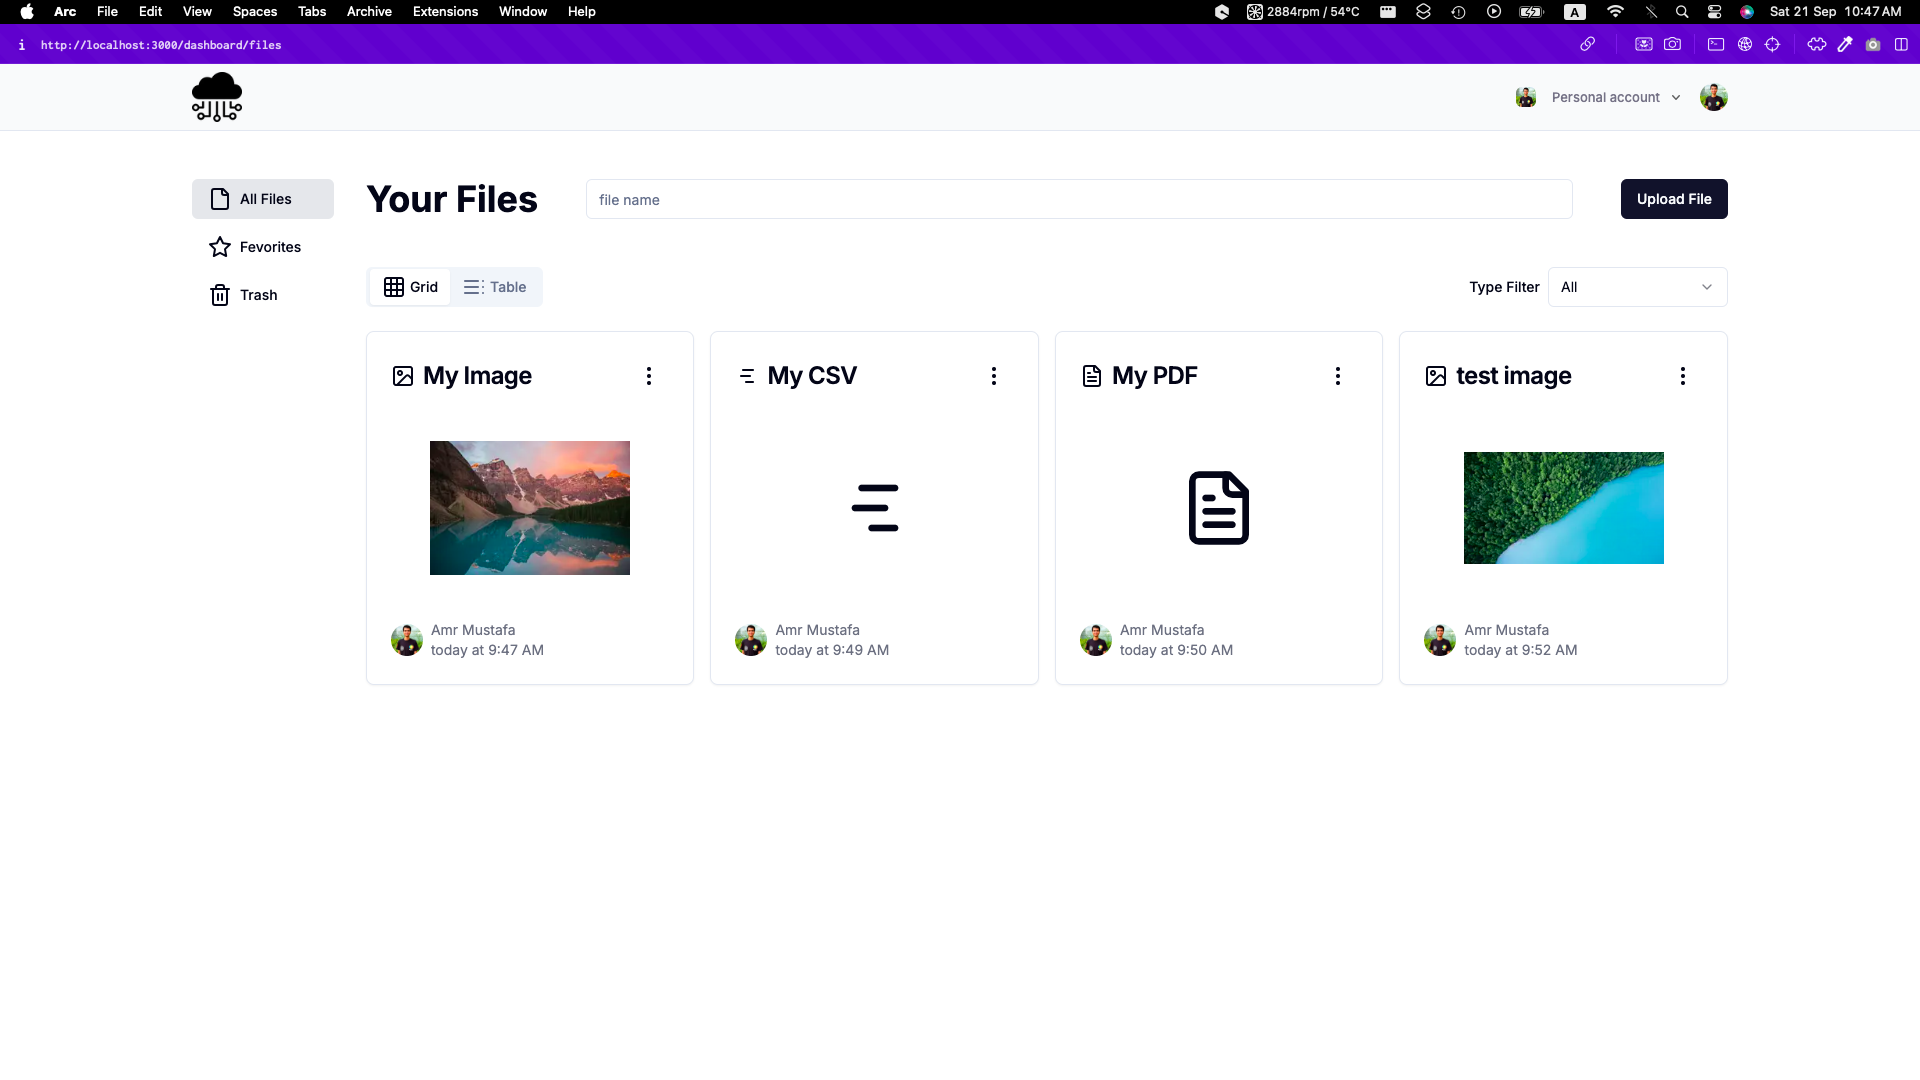 Arc File Edit View Spaces Tabs Archive Extensions Window Help 2884rpm / 54°C A Sat 21 Sep 10:47 AM
i http://localhost:3000/dashboard/files
Personal account
All Files
Fevorites
Trash
Your Files
file name
Upload File
Grid
Table
Type Filter
All
My Image
Amr Mustafa
today at 9:47 AM
My CSV
Amr Mustafa
today at 9:49 AM
My PDF
Amr Mustafa
today at 9:50 AM
test image
Amr Mustafa
today at 9:52 AM